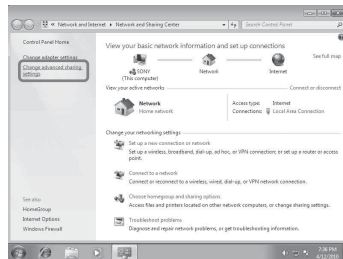 Network and Internet ▸ Network and Sharing Center
Search Control Panel
Control Panel Home
Change adapter settings
Change advanced sharing
settings
See also
HomeGroup
Internet Options
Windows Firewall
View your basic network information and set up connections
See full map
SONY
(This computer)
Network
Internet
View your active networks
Connect or disconnect
Network
Home network
Access type: Internet
Connections: Local Area Connection
Change your networking settings
Set up a new connection or network
Set up a wireless, broadband, dial-up, ad hoc, or VPN connection; or set up a router or access
point.
Connect to a network
Connect or reconnect to a wireless, wired, dial-up, or VPN network connection.
Choose homegroup and sharing options
Access files and printers located on other network computers, or change sharing settings.
Troubleshoot problems
Diagnose and repair network problems, or get troubleshooting information.
7:36 PM
4/12/2010